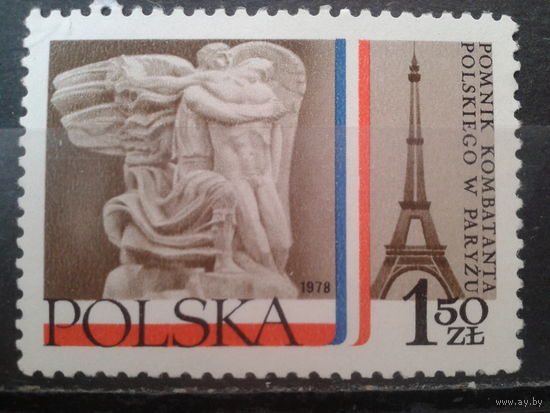 POMNIK KOMBATANTA
POLSKIEGO W PARYŻU
1978
POLSKA
1.50
ZŁ
www.ay.by